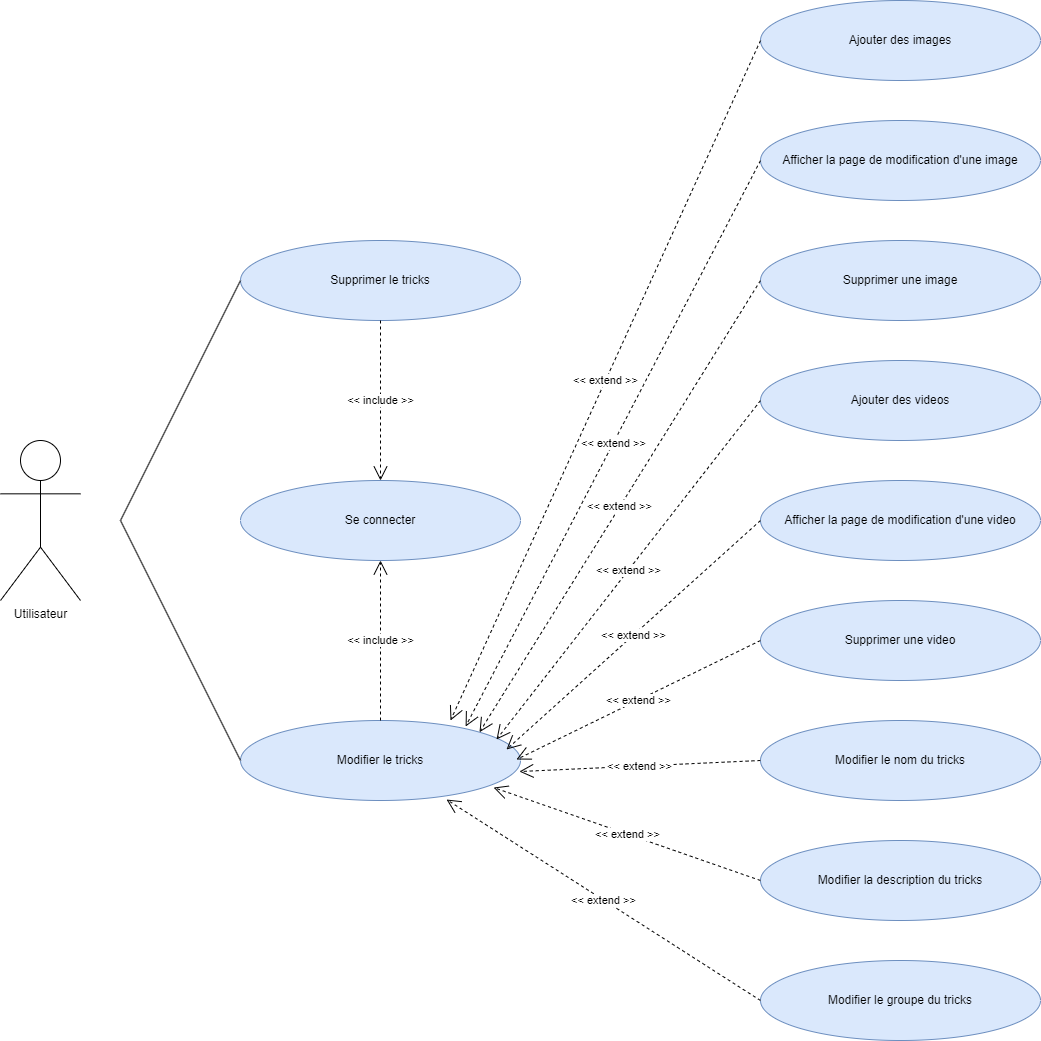 Ajouter des images
Afficher la page de modification d'une image
Supprimer le tricks
Supprimer une image
<< extend >>
<< include >>
Ajouter des videos
<< extend >>
<< extend >>
Se connecter
Afficher la page de modification d'une video
<< extend >>
Utilisateur
<< extend >>
<< include >>
Supprimer une video
<< extend >>
Modifier le tricks
Modifier le nom du tricks
<< extend >>
<< extend >>
Modifier la description du tricks
<< extend >>
Modifier le groupe du tricks